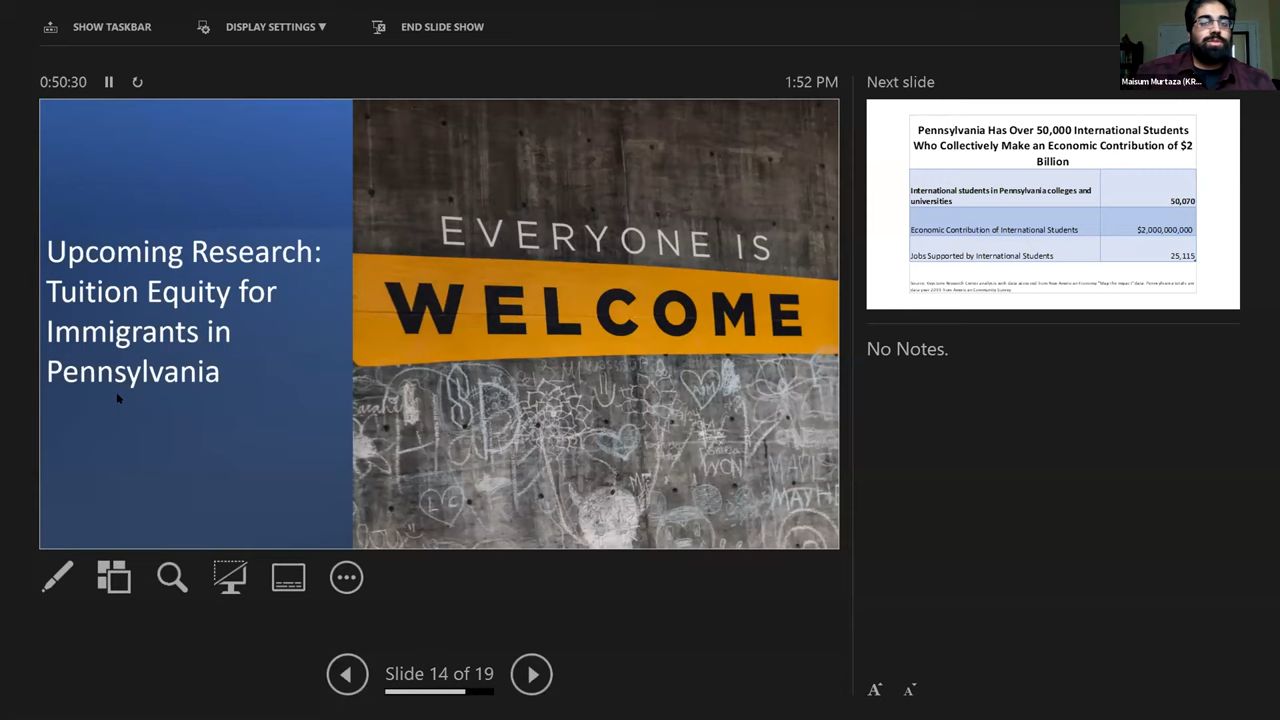 SHOW TASKBAR
DISPLAY SETTINGS ▼
END SLIDE SHOW
Maisum Murtaza (KR...
0:50:30
1:52 PM
Next slide
Upcoming Research:
Tuition Equity for
Immigrants in
Pennsylvania
EVERYONE IS
WELCOME
WON
ME
LC
Pennsylvania Has Over 50,000 International Students
Who Collectively Make an Economic Contribution of $2
Billion
International students in Pennsylvania colleges and
universities
50,070
Economic Contribution of International Students
$2,000,000,000
Jobs Supported by International Students
25,115
No Notes.
Slide 14 of 19
A A